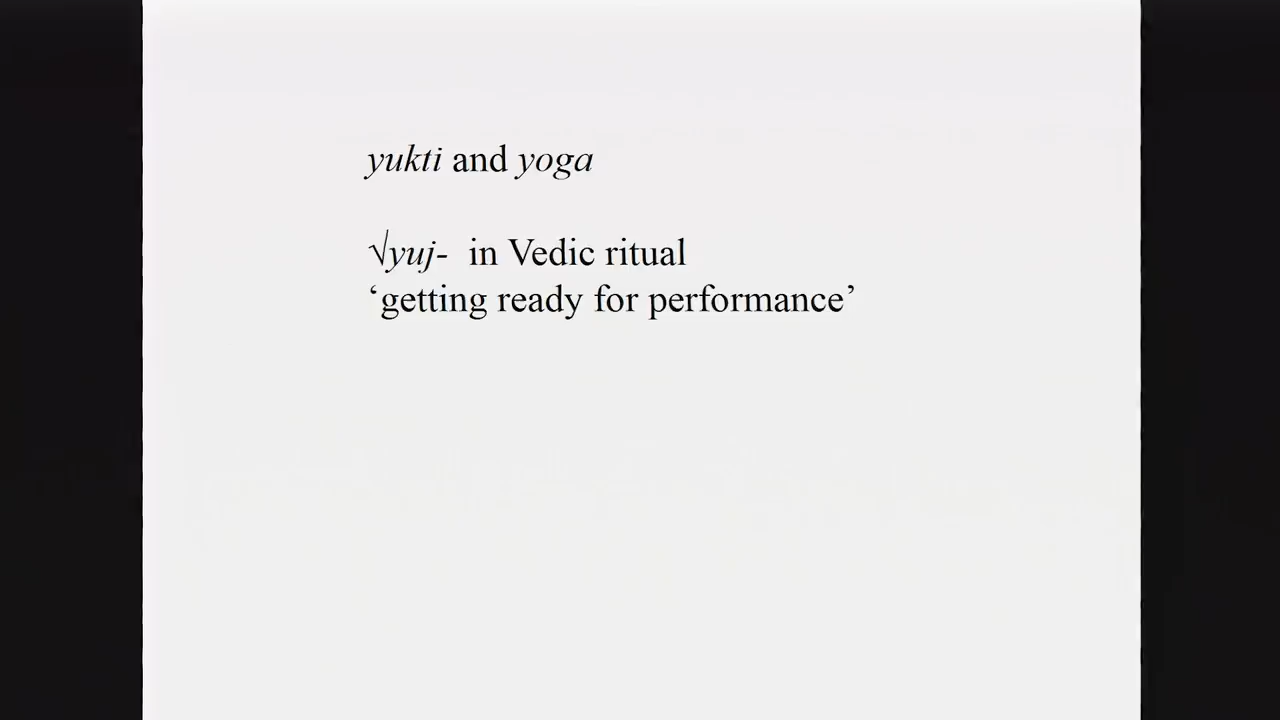 yukti and yoga
√yuj- in Vedic ritual
‘getting ready for performance’